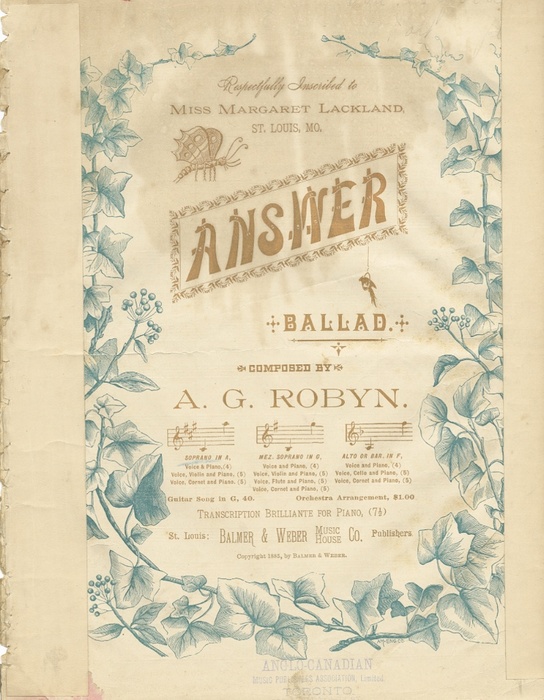 Respectfully Inscribed to
MISS MARGARET LACKLAND,
ST. LOUIS, MO.
ANSWER
BALLAD.
COMPOSED BY
A. G. ROBYN.
SOPRANO IN A, MEZ. SOPRANO IN G, ALTO OR BAR. IN F,
Voice & Piano, (4) Voice and Piano, (4) Voice and Piano, (4)
Voice, Violin and Piano, (5) Voice, Violin and Piano, (5) Voice, Cello and Piano, (5)
Voice, Cornet and Piano, (5) Voice, Flute and Piano, (5) Voice, Cornet and Piano, (5)
Voice, Cornet and Piano, (5)
Guitar Song in G, 40. Orchestra Arrangement, $1.00
TRANSCRIPTION BRILLIANTE FOR PIANO, (7½)
St. Louis: BALMER & WEBER MUSIC HOUSE CO. Publishers
Copyright by BALMER & WEBER.
ANGLO-CANADIAN
MUSIC PUBLISHERS ASSOCIATION, Limited
TORONTO.